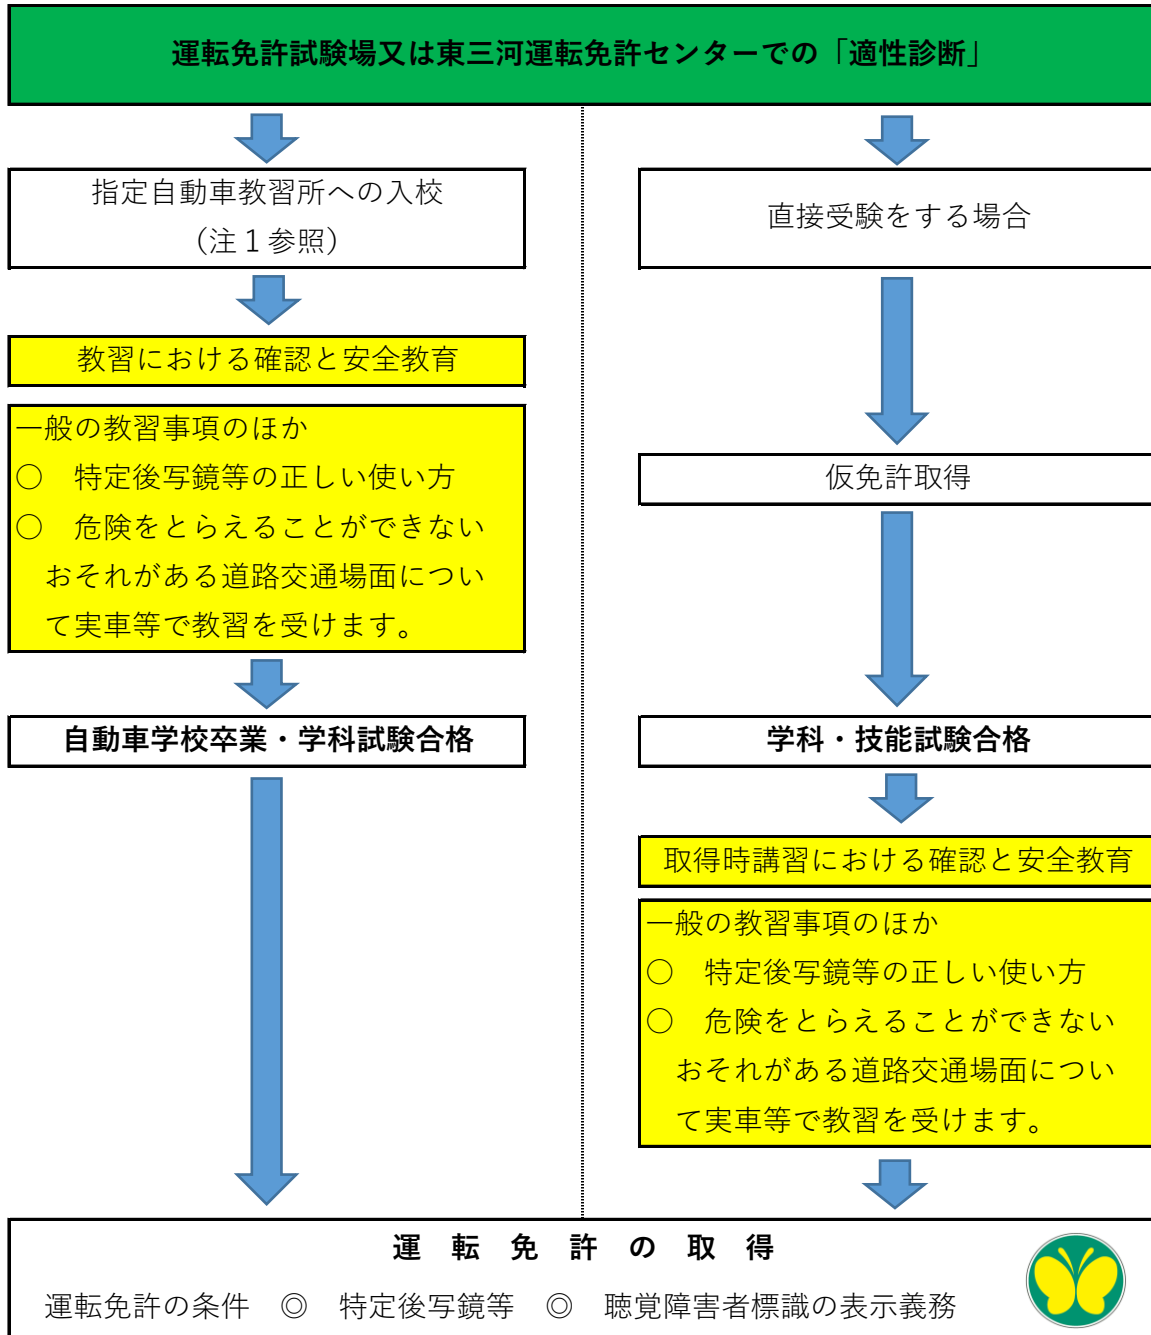 運転免許試験場又は東三河運転免許センターでの「適性診断」
指定自動車教習所への入校
（注１参照）
教習における確認と安全教育
一般の教習事項のほか
○　特定後写鏡等の正しい使い方
○　危険をとらえることができない
おそれがある道路交通場面につい
て実車等で教習を受けます。
自動車学校卒業・学科試験合格
直接受験をする場合
仮免許取得
学科・技能試験合格
取得時講習における確認と安全教育
一般の教習事項のほか
○　特定後写鏡等の正しい使い方
○　危険をとらえることができない
おそれがある道路交通場面につい
て実車等で教習を受けます。
運　転　免　許　の　取　得
運転免許の条件　◎　特定後写鏡等　◎　聴覚障害者標識の表示義務